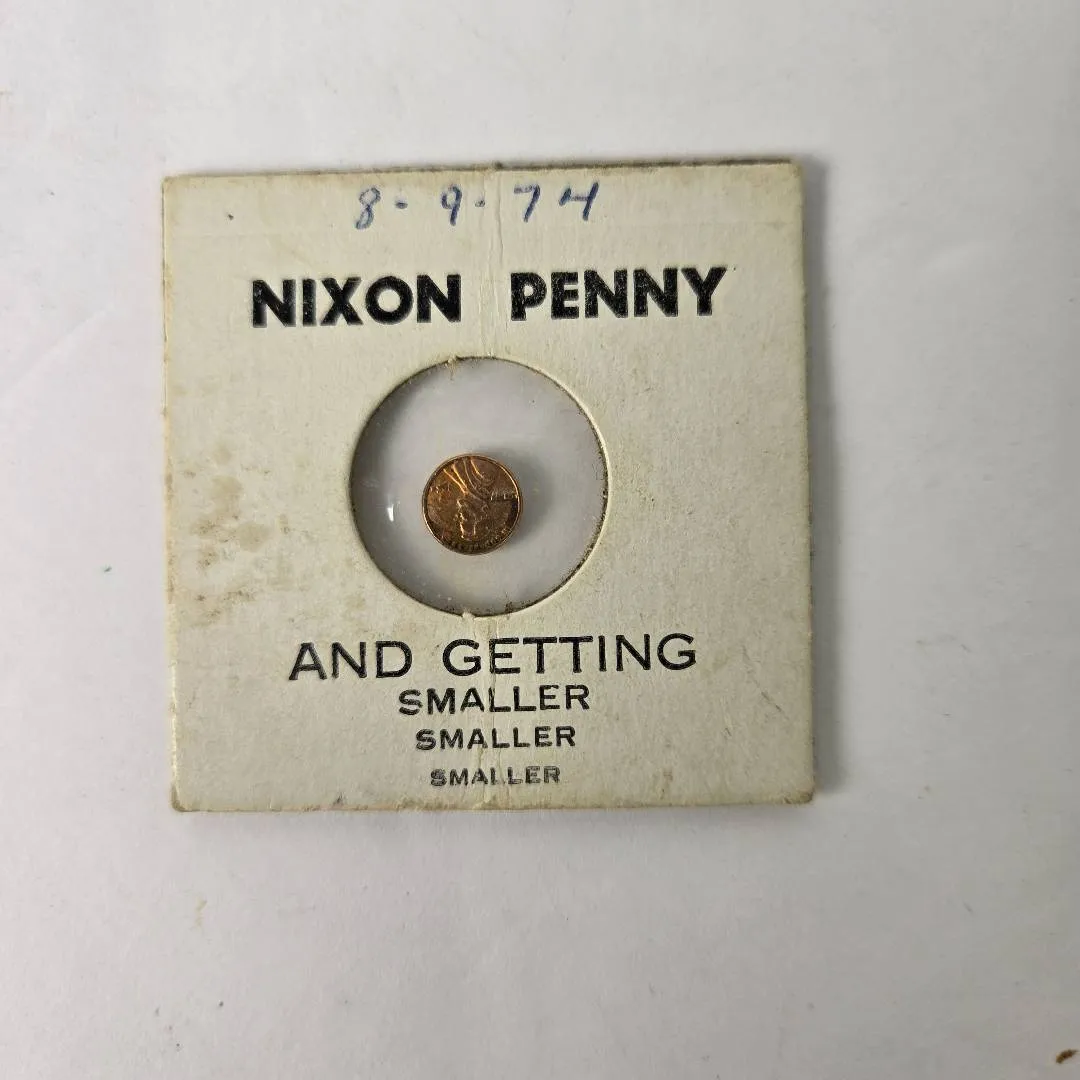 8-9-74
NIXON PENNY
AND GETTING
SMALLER
SMALLER
SMALLER